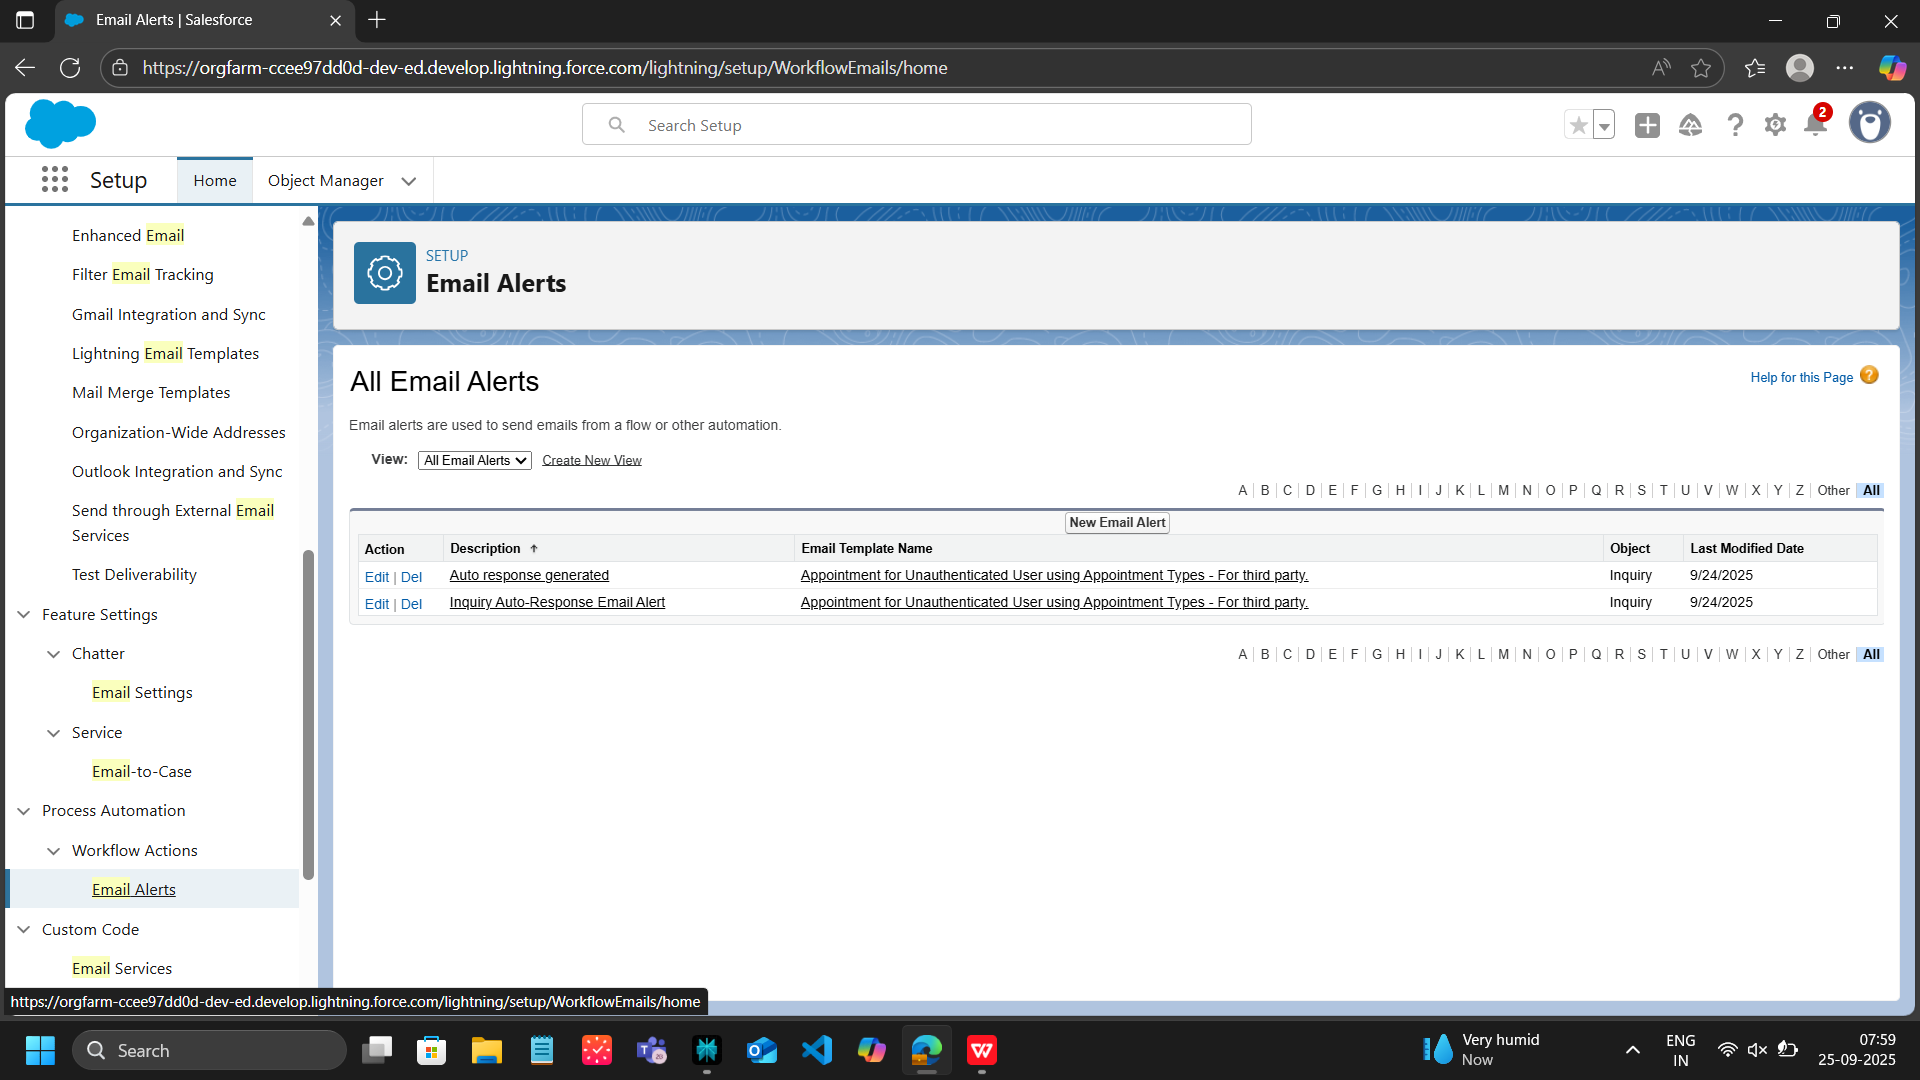 Email Alerts | Salesforce
https://orgfarm-ccee97dd0d-dev-ed.develop.lightning.force.com/lightning/setup/WorkflowEmails/home
Search Setup
2
Setup
Home
Object Manager
Enhanced Email
Filter Email Tracking
Gmail Integration and Sync
Lightning Email Templates
Mail Merge Templates
Organization-Wide Addresses
Outlook Integration and Sync
Send through External Email
Services
Test Deliverability
Feature Settings
Chatter
Email Settings
Service
Email-to-Case
Process Automation
Workflow Actions
Email Alerts
Custom Code
Email Services
https://orgfarm-ccee97dd0d-dev-ed.develop.lightning.force.com/lightning/setup/WorkflowEmails/home
SETUP
Email Alerts
All Email Alerts
Help for this Page ?
Email alerts are used to send emails from a flow or other automation.
View: All Email Alerts Create New View
A | B | C | D | E | F | G | H | I | J | K | L | M | N | O | P | Q | R | S | T | U | V | W | X | Y | Z | Other | All
New Email Alert
Action Description ↑ Email Template Name Object Last Modified Date
Edit | Del Auto response generated Appointment for Unauthenticated User using Appointment Types - For third party. Inquiry 9/24/2025
Edit | Del Inquiry Auto-Response Email Alert Appointment for Unauthenticated User using Appointment Types - For third party. Inquiry 9/24/2025
A | B | C | D | E | F | G | H | I | J | K | L | M | N | O | P | Q | R | S | T | U | V | W | X | Y | Z | Other | All
Search
Very humid
Now
ENG
IN
07:59
25-09-2025